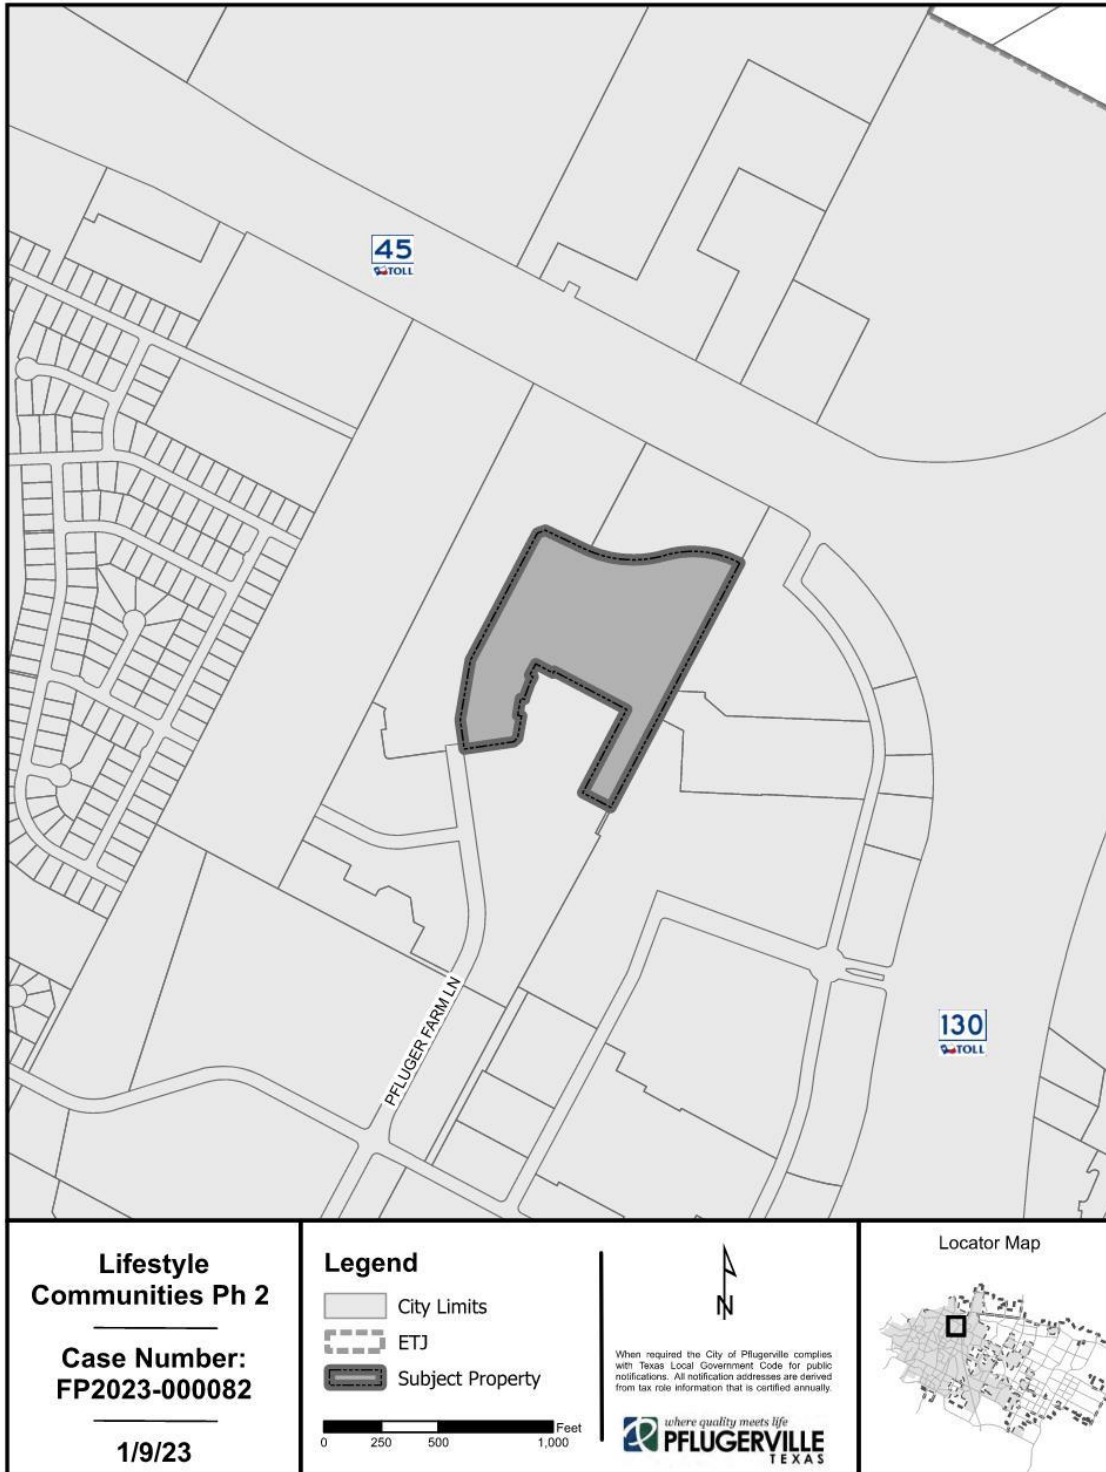 45
TOLL
PFLUGER FARM LN
130
TOLL
Lifestyle
Communities Ph 2
Case Number:
FP2023-000082
1/9/23
Legend
City Limits
ETJ
Subject Property
Feet
0 250 500 1,000
N
When required the City of Pflugerville complies
with Texas Local Government Code for public
notifications. All notification addresses are derived
from tax role information that is certified annually.
where quality meets life
PFLUGERVILLE
TEXAS
Locator Map